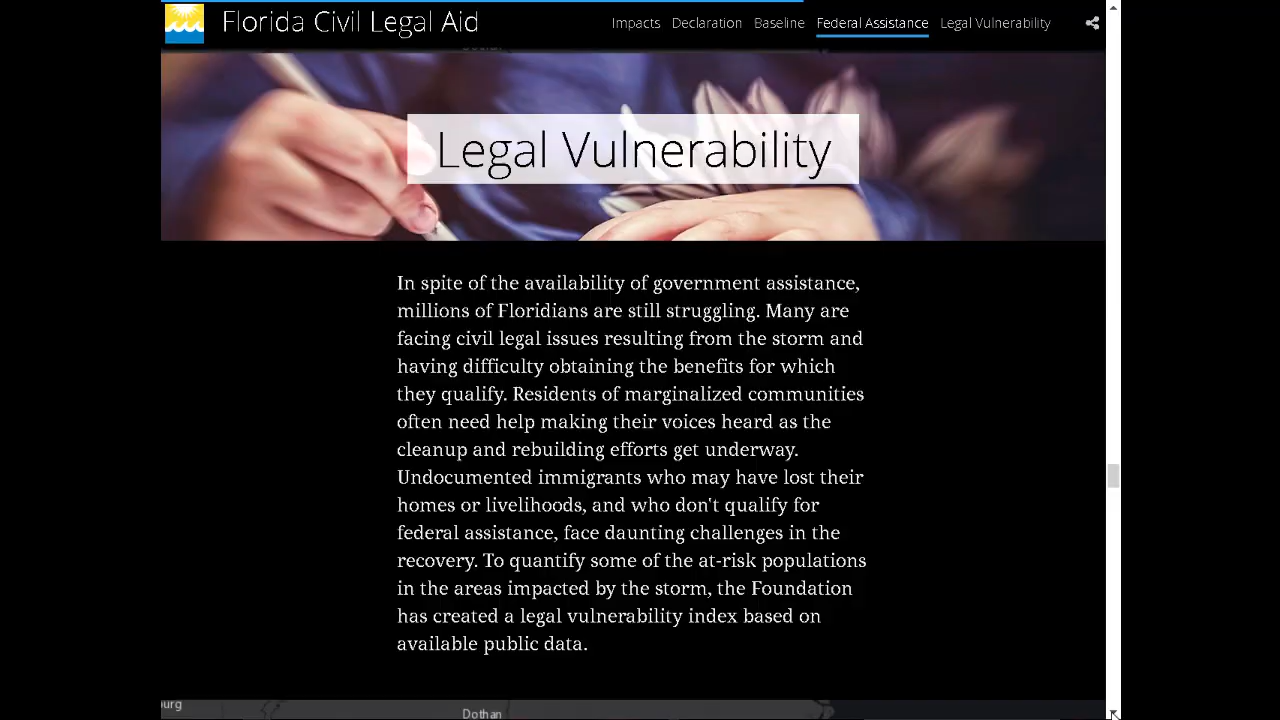 Florida Civil Legal Aid
Impacts Declaration Baseline Federal Assistance Legal Vulnerability
Legal Vulnerability
In spite of the availability of government assistance,
millions of Floridians are still struggling. Many are
facing civil legal issues resulting from the storm and
having difficulty obtaining the benefits for which
they qualify. Residents of marginalized communities
often need help making their voices heard as the
cleanup and rebuilding efforts get underway.
Undocumented immigrants who may have lost their
homes or livelihoods, and who don't qualify for
federal assistance, face daunting challenges in the
recovery. To quantify some of the at-risk populations
in the areas impacted by the storm, the Foundation
has created a legal vulnerability index based on
available public data.
Dothan